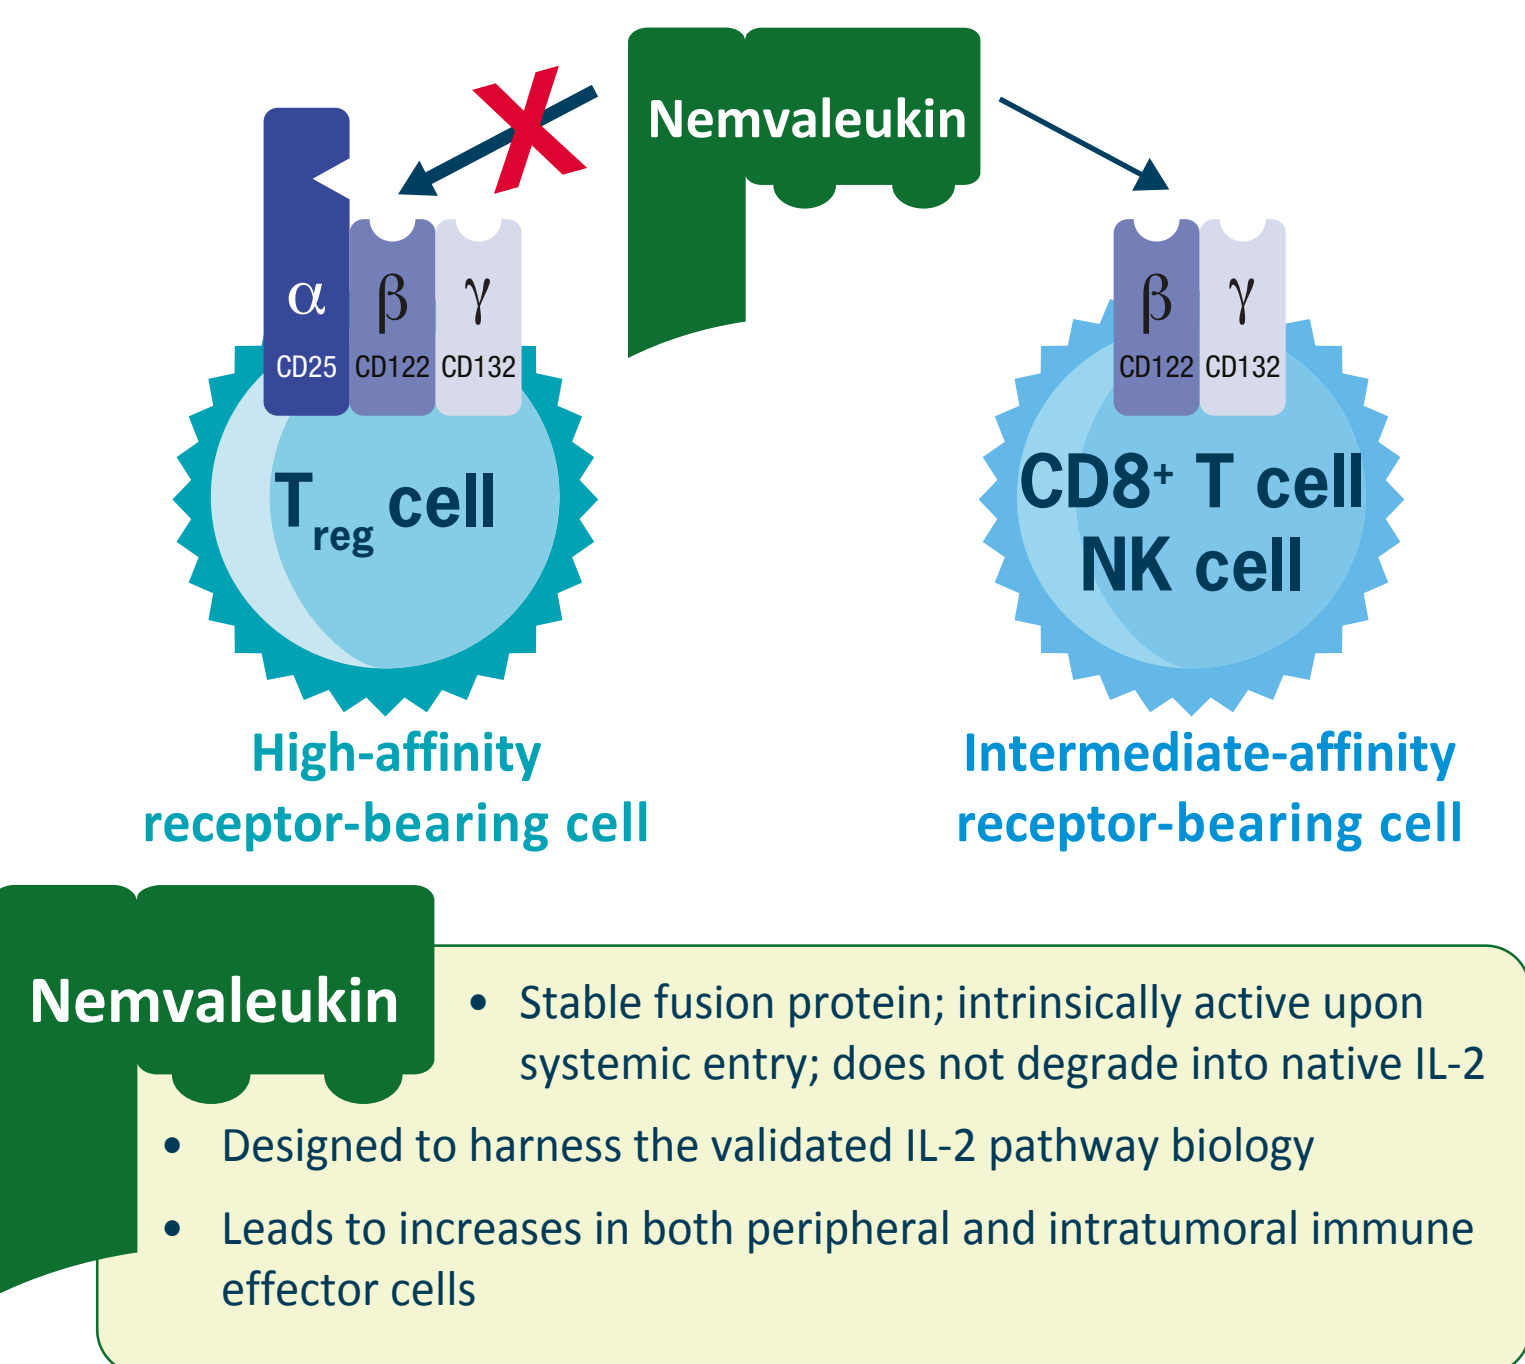 Nemvaleukin
α
β
γ
CD25
CD122
CD132
T reg cell
High-affinity
receptor-bearing cell
β
γ
CD122
CD132
CD8+ T cell
NK cell
Intermediate-affinity
receptor-bearing cell
Nemvaleukin
• Stable fusion protein; intrinsically active upon
systemic entry; does not degrade into native IL-2
• Designed to harness the validated IL-2 pathway biology
• Leads to increases in both peripheral and intratumoral immune
effector cells